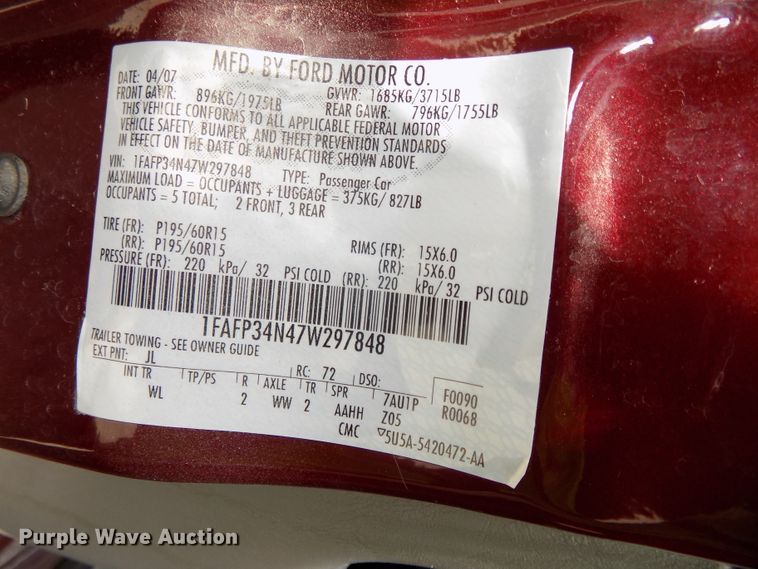 MFD. BY FORD MOTOR CO.
DATE: 04/07 GVWR: 1685KG/3715LB
FRONT GAWR: 896KG/1975LB REAR GAWR: 796KG/1755LB
THIS VEHICLE CONFORMS TO ALL APPLICABLE FEDERAL MOTOR
VEHICLE SAFETY, BUMPER, AND THEFT PREVENTION STANDARDS
IN EFFECT ON THE DATE OF MANUFACTURE SHOWN ABOVE.
VIN: 1FAFP34N47W297848 TYPE: Passenger Car
MAXIMUM LOAD = OCCUPANTS + LUGGAGE = 375KG/ 827LB
OCCUPANTS = 5 TOTAL; 2 FRONT, 3 REAR
TIRE (FR): P195/60R15 RIMS (FR): 15X6.0
(RR): P195/60R15 (RR): 15X6.0
PRESSURE (FR): 220 kPa/ 32 PSI COLD (RR): 220 kPa/ 32 PSI COLD
1FAFP34N47W297848
TRAILER TOWING - SEE OWNER GUIDE
EXT PNT: JL RC: 72 DSO: F0090
INT TR TP/PS R AXLE TR SPR 7AU1P R0068
WL 2 WW 2 AAHH Z05
CMC ▽5U5A-5420472-AA
Purple Wave Auction